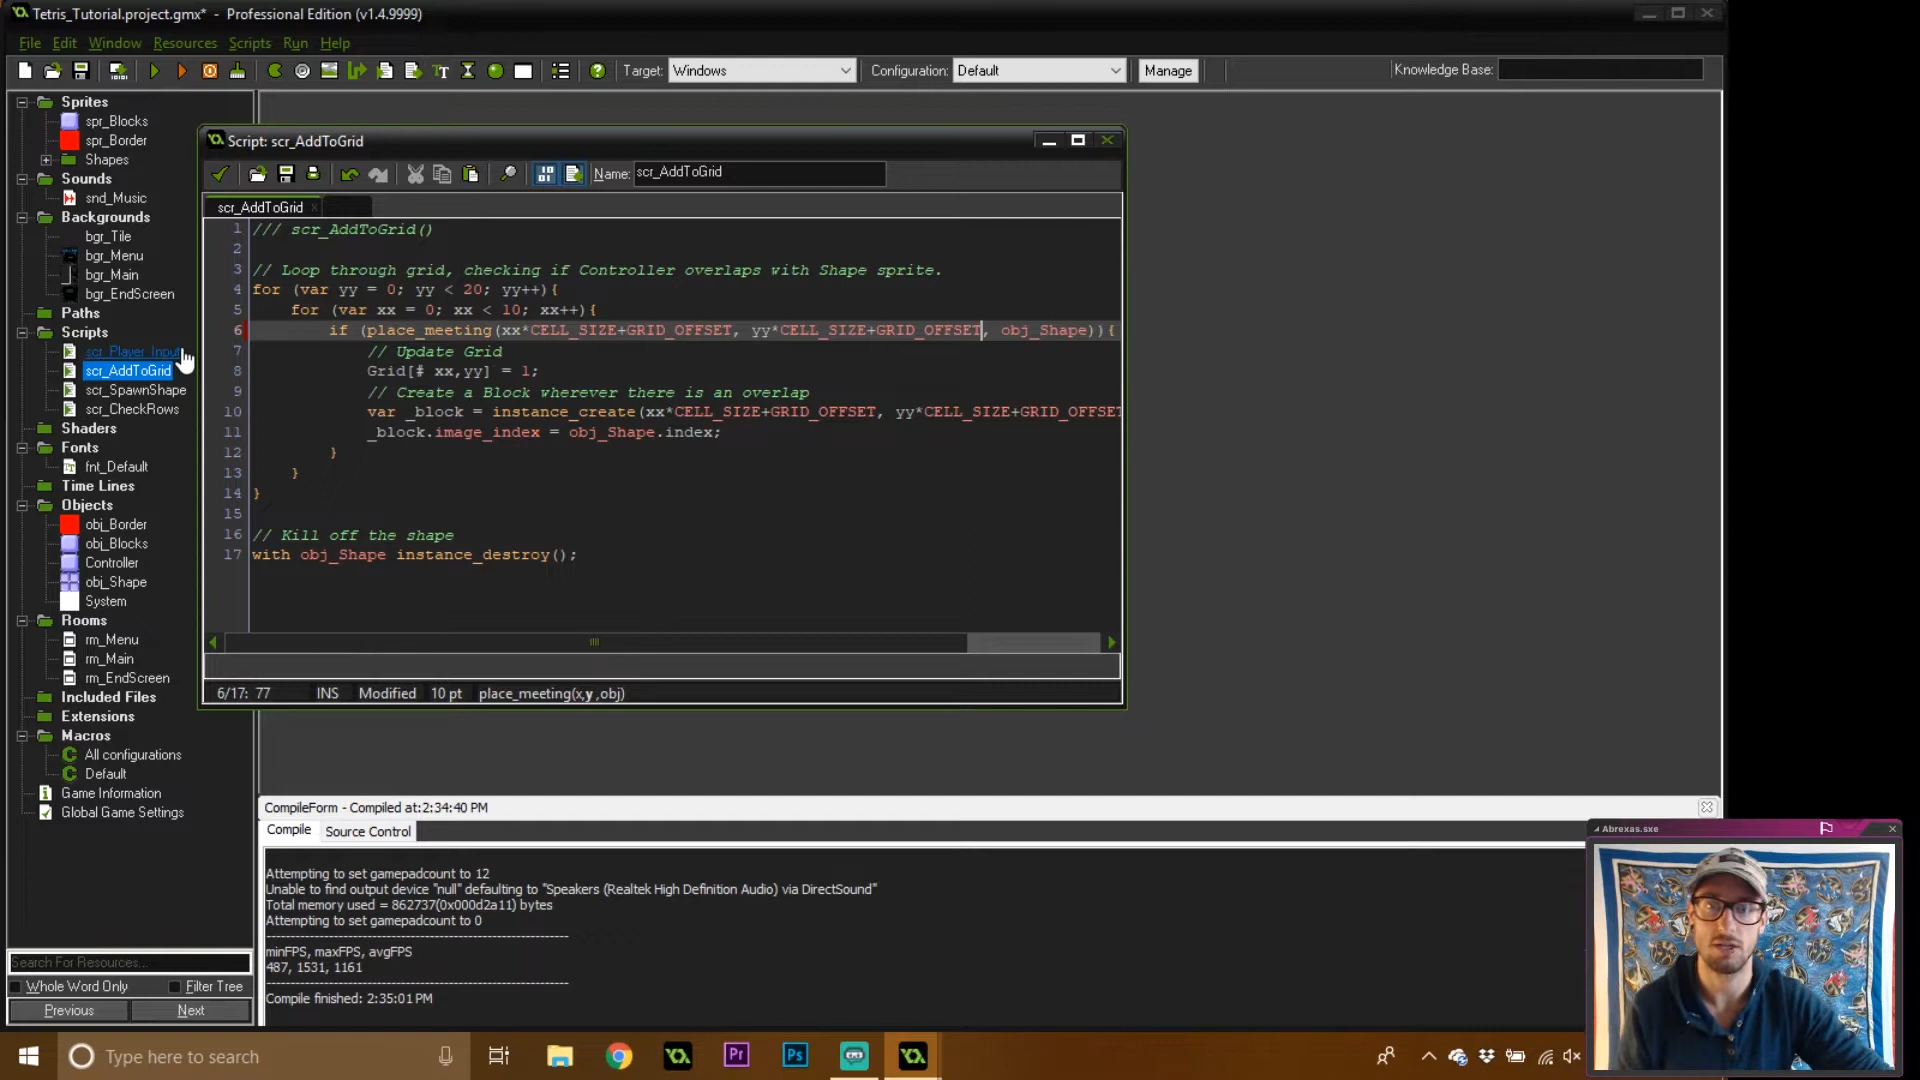 Tetris_Tutorial.project.gmx* - Professional Edition (v1.4.9999)
File Edit Window Resources Scripts Run Help
Target: Windows Configuration: Default Manage Knowledge Base:
Sprites
spr_Blocks
spr_Border
Shapes
Sounds
snd_Music
Backgrounds
bgr_Tile
bgr_Menu
bgr_Main
bgr_EndScreen
Paths
Scripts
scr_Player_Input
scr_AddToGrid
scr_SpawnShape
scr_CheckRows
Shaders
Fonts
fnt_Default
Time Lines
Objects
obj_Border
obj_Blocks
Controller
obj_Shape
System
Rooms
rm_Menu
rm_Main
rm_EndScreen
Included Files
Extensions
Macros
All configurations
Default
Game Information
Global Game Settings
Search For Resources...
Whole Word Only Filter Tree
Previous Next
Script: scr_AddToGrid
Name: scr_AddToGrid
scr_AddToGrid
1 /// scr_AddToGrid()
2
3 // Loop through grid, checking if Controller overlaps with Shape sprite.
4 for (var yy = 0; yy < 20; yy++){
5 for (var xx = 0; xx < 10; xx++){
6 if (place_meeting(xx*CELL_SIZE+GRID_OFFSET, yy*CELL_SIZE+GRID_OFFSET, obj_Shape)){
7 // Update Grid
8 Grid[# xx,yy] = 1;
9 // Create a Block wherever there is an overlap
10 var _block = instance_create(xx*CELL_SIZE+GRID_OFFSET, yy*CELL_SIZE+GRID_OFFSET
11 _block.image_index = obj_Shape.index;
12 }
13 }
14 }
15
16 // Kill off the shape
17 with obj_Shape instance_destroy();
6/17: 77 INS Modified 10 pt place_meeting(x,y ,obj)
CompileForm - Compiled at:2:34:40 PM
Compile Source Control
Attempting to set gamepadcount to 12
Unable to find output device "null" defaulting to "Speakers (Realtek High Definition Audio) via DirectSound"
Total memory used = 862737(0x000d2a11) bytes
Attempting to set gamepadcount to 0
------------------------------------------------------------
minFPS, maxFPS, avgFPS
487, 1531, 1161
------------------------------------------------------------
Compile finished: 2:35:01 PM
Abrexas.sxe
Type here to search
Pr
Ps